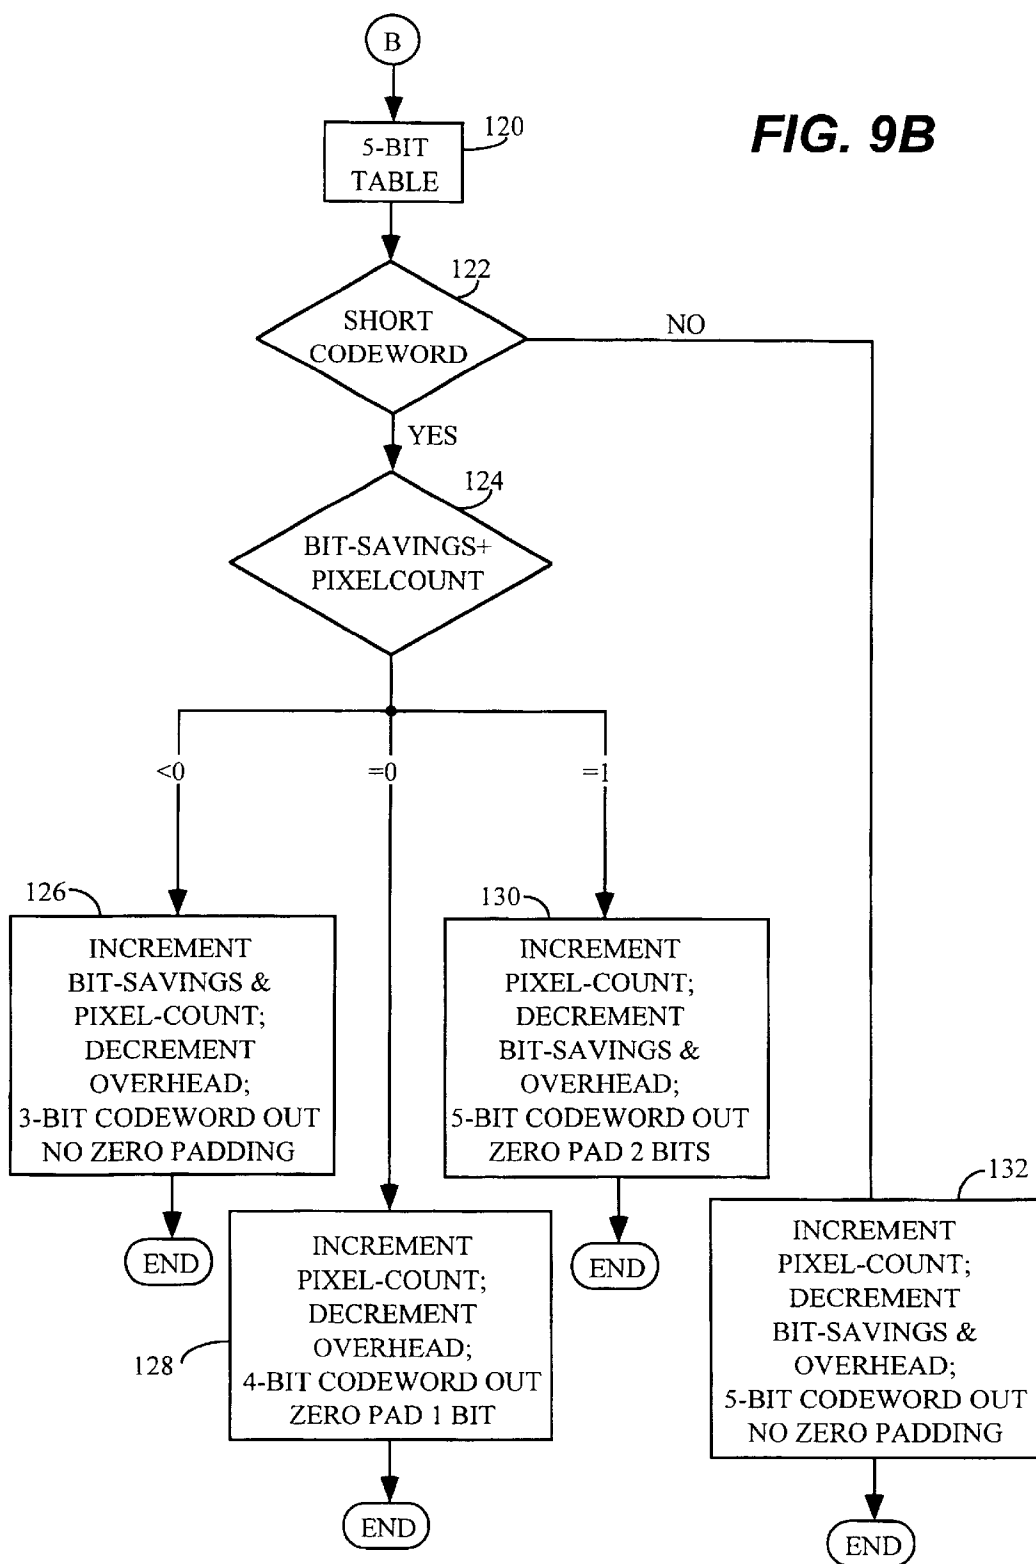 B
FIG. 9B
120
5-BIT
TABLE
122
SHORT
CODEWORD
NO
YES
124
BIT-SAVINGS+
PIXELCOUNT
<0
=0
=1
126
INCREMENT
BIT-SAVINGS &
PIXEL-COUNT;
DECREMENT
OVERHEAD;
3-BIT CODEWORD OUT
NO ZERO PADDING
END
130
INCREMENT
PIXEL-COUNT;
DECREMENT
BIT-SAVINGS &
OVERHEAD;
5-BIT CODEWORD OUT
ZERO PAD 2 BITS
END
128
INCREMENT
PIXEL-COUNT;
DECREMENT
OVERHEAD;
4-BIT CODEWORD OUT
ZERO PAD 1 BIT
END
132
INCREMENT
PIXEL-COUNT;
DECREMENT
BIT-SAVINGS &
OVERHEAD;
5-BIT CODEWORD OUT
NO ZERO PADDING
END